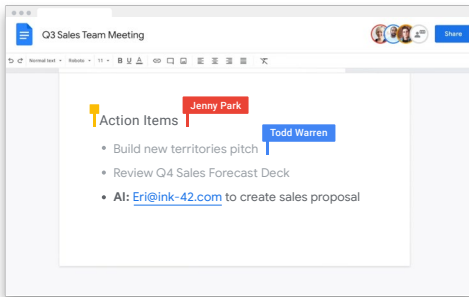 Q3 Sales Team Meeting
Share
Normal text
Roboto
11
B U A
Jenny Park
Action Items
Todd Warren
Build new territories pitch
Review Q4 Sales Forecast Deck
AI: Eri@ink-42.com to create sales proposal